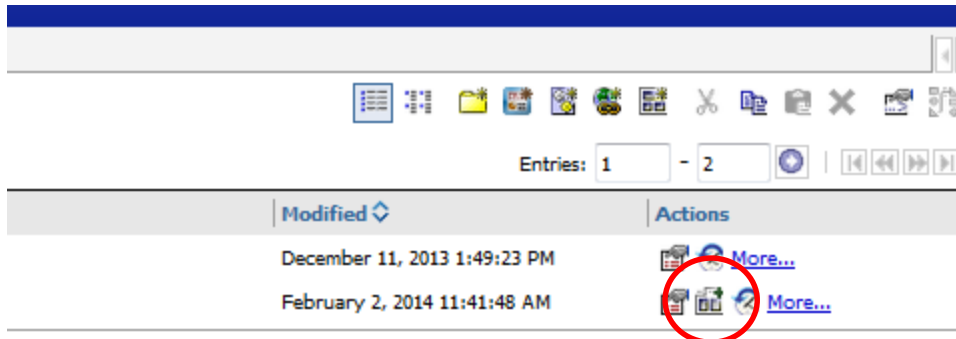 Entries: 1 - 2
Modified Actions
December 11, 2013 1:49:23 PM More...
February 2, 2014 11:41:48 AM More...